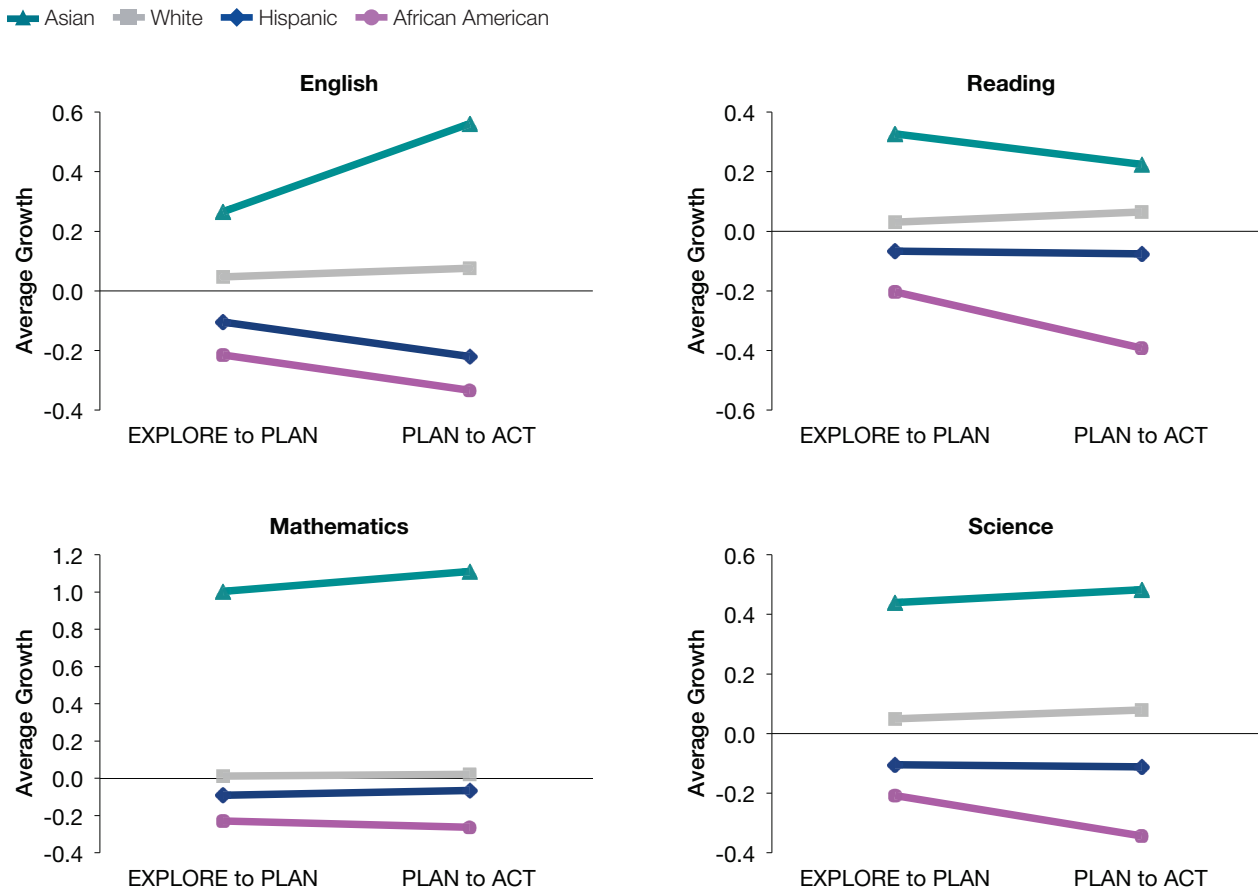 Asian White Hispanic African American
English
Average Growth
0.6
0.4
0.2
0.0
-0.2
-0.4
EXPLORE to PLAN PLAN to ACT
Reading
Average Growth
0.4
0.2
0.0
-0.2
-0.4
-0.6
EXPLORE to PLAN PLAN to ACT
Mathematics
Average Growth
1.2
1.0
0.8
0.6
0.4
0.2
0.0
-0.2
-0.4
EXPLORE to PLAN PLAN to ACT
Science
Average Growth
0.6
0.4
0.2
0.0
-0.2
-0.4
EXPLORE to PLAN PLAN to ACT